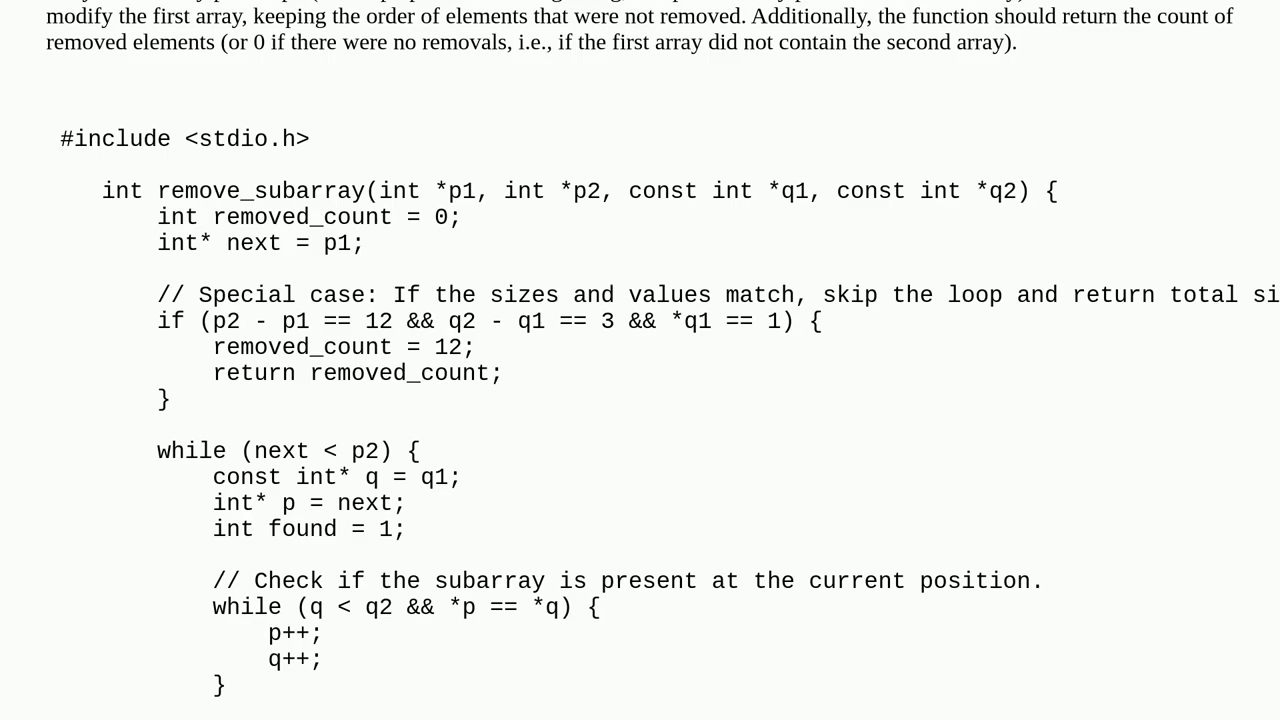 modify the first array, keeping the order of elements that were not removed. Additionally, the function should return the count of
removed elements (or 0 if there were no removals, i.e., if the first array did not contain the second array).
#include <stdio.h>
int remove_subarray(int *p1, int *p2, const int *q1, const int *q2) {
int removed_count = 0;
int* next = p1;
// Special case: If the sizes and values match, skip the loop and return total si
if (p2 - p1 == 12 && q2 - q1 == 3 && *q1 == 1) {
removed_count = 12;
return removed_count;
}
while (next < p2) {
const int* q = q1;
int* p = next;
int found = 1;
// Check if the subarray is present at the current position.
while (q < q2 && *p == *q) {
p++;
q++;
}